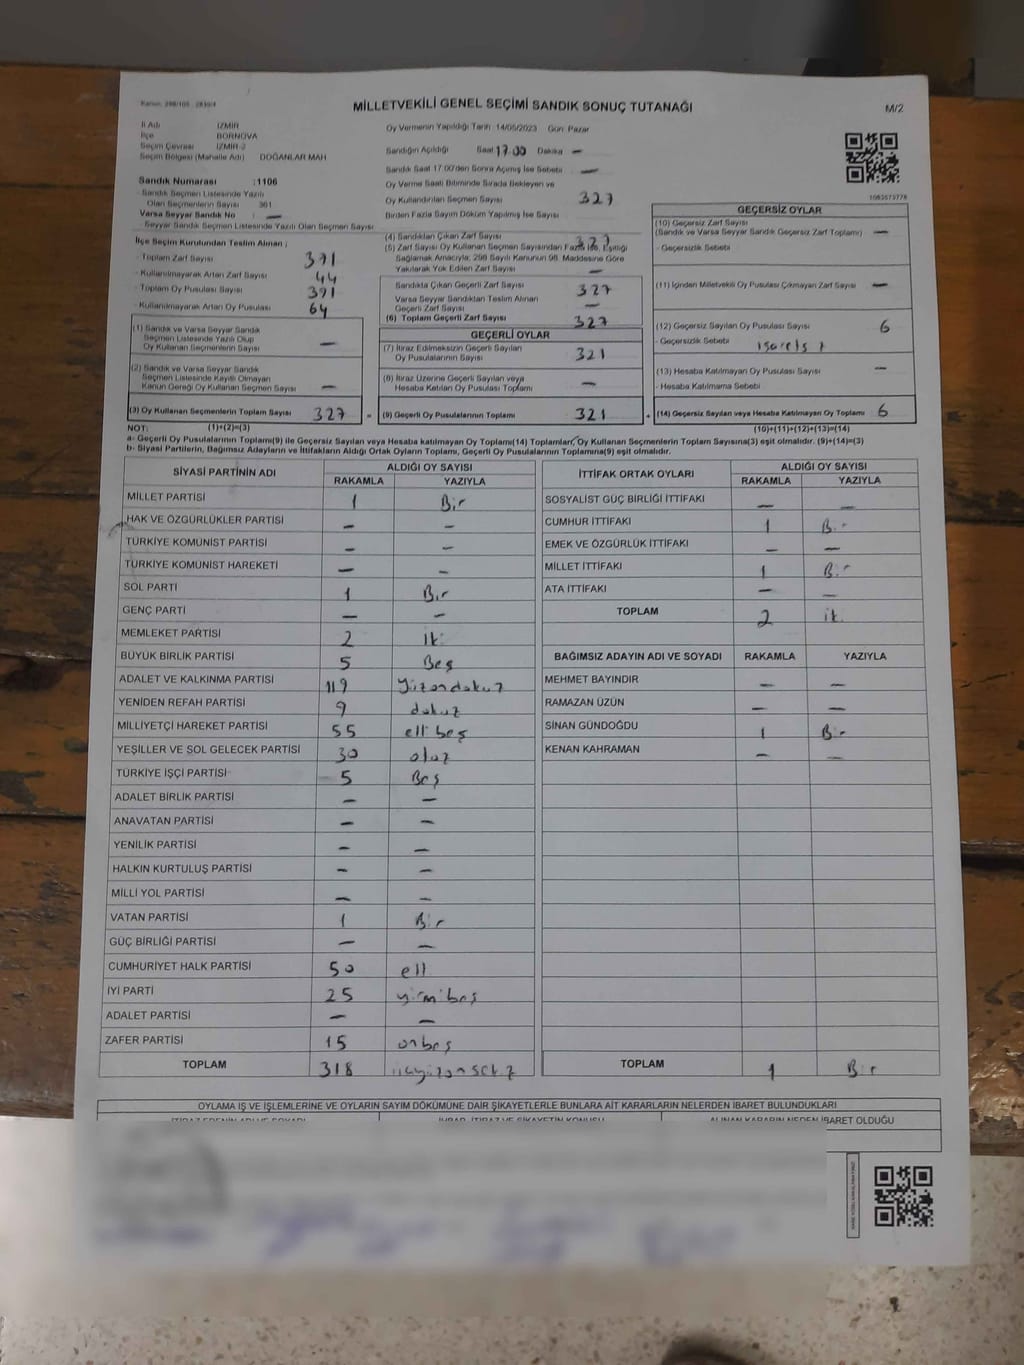 Kanun: 298/105 - 2839/4
MİLLETVEKİLİ GENEL SEÇİMİ SANDIK SONUÇ TUTANAĞI
M/2
İl Adı İZMİR
İlçe BORNOVA
Seçim Çevresi İZMİR-2
Seçim Bölgesi (Mahalle Adı) DOĞANLAR MAH
Oy Vermenin Yapıldığı Tarih :14/05/2023 Gün: Pazar
Sandığın Açıldığı Saat 17.00 Dakika —
Sandık Saat 17:00'den Sonra Açılmış İse Sebebi —
Oy Verme Saati Bitiminde Sırada Bekleyen ve
Oy Kullandırılan Seçmen Sayısı 327
Birden Fazla Sayım Döküm Yapılmış İse Sayısı
1083573778
Sandık Numarası :1106
Sandık Seçmen Listesinde Yazılı
Olan Seçmenlerin Sayısı 361
Varsa Seyyar Sandık No : —
Seyyar Sandık Seçmen Listesinde Yazılı Olan Seçmen Sayısı
İlçe Seçim Kurulundan Teslim Alınan ;
- Toplam Zarf Sayısı 391
- Kullanılmayarak Artan Zarf Sayısı 44
- Toplam Oy Pusulası Sayısı 391
- Kullanılmayarak Artan Oy Pusulası 64
(1) Sandık ve Varsa Seyyar Sandık
Seçmen Listesinde Yazılı Olup
Oy Kullanan Seçmenlerin Sayısı —
(2) Sandık ve Varsa Seyyar Sandık
Seçmen Listesinde Kayıtlı Olmayan
Kanun Gereği Oy Kullanan Seçmen Sayısı —
(3) Oy Kullanan Seçmenlerin Toplam Sayısı 327 =
(1)+(2)=(3)
(4) Sandıktan Çıkan Zarf Sayısı 327
(5) Zarf Sayısı Oy Kullanan Seçmen Sayısından Fazla İse, Eşitliği
Sağlamak Amacıyla; 298 Sayılı Kanunun 98. Maddesine Göre
Yakılarak Yok Edilen Zarf Sayısı —
Sandıkta Çıkan Geçerli Zarf Sayısı 327
Varsa Seyyar Sandıktan Teslim Alınan
Geçerli Zarf Sayısı —
(6) Toplam Geçerli Zarf Sayısı 327
GEÇERLİ OYLAR
(7) İtiraz Edilmeksizin Geçerli Sayılan
Oy Pusulalarının Sayısı 321
(8) İtiraz Üzerine Geçerli Sayılan veya
Hesaba Katılan Oy Pusulası Toplamı —
(9) Geçerli Oy Pusulalarının Toplamı 321 +
GEÇERSİZ OYLAR
(10) Geçersiz Zarf Sayısı
(Sandık ve Varsa Seyyar Sandık Geçersiz Zarf Toplamı) —
- Geçersizlik Sebebi
(11) İçinden Milletvekili Oy Pusulası Çıkmayan Zarf Sayısı —
(12) Geçersiz Sayılan Oy Pusulası Sayısı 6
- Geçersizlik Sebebi
(13) Hesaba Katılmayan Oy Pusulası Sayısı —
- Hesaba Katılmama Sebebi
(14) Geçersiz Sayılan veya Hesaba Katılmayan Oy Toplamı 6
(10)+(11)+(12)+(13)=(14)
NOT:
a- Geçerli Oy Pusulalarının Toplamı(9) ile Geçersiz Sayılan veya Hesaba katılmayan Oy Toplamı(14) Toplamları, Oy Kullanan Seçmenlerin Toplam Sayısına(3) eşit olmalıdır. (9)+(14)=(3)
b- Siyasi Partilerin, Bağımsız Adayların ve İttifakların Aldığı Ortak Oyların Toplamı, Geçerli Oy Pusulalarının Toplamına(9) eşit olmalıdır.
SİYASİ PARTİNİN ADI ALDIĞI OY SAYISI
RAKAMLA YAZIYLA
MİLLET PARTİSİ 1 Bir
HAK VE ÖZGÜRLÜKLER PARTİSİ — —
TÜRKİYE KOMÜNİST PARTİSİ — —
TÜRKİYE KOMÜNİST HAREKETİ — —
SOL PARTİ 1 Bir
GENÇ PARTİ — —
MEMLEKET PARTİSİ 2 İki
BÜYÜK BİRLİK PARTİSİ 5 Beş
ADALET VE KALKINMA PARTİSİ 119 yüzondokuz
YENİDEN REFAH PARTİSİ 9 dokuz
MİLLİYETÇİ HAREKET PARTİSİ 55 elli beş
YEŞİLLER VE SOL GELECEK PARTİSİ 30 otuz
TÜRKİYE İŞÇİ PARTİSİ 5 Beş
ADALET BİRLİK PARTİSİ — —
ANAVATAN PARTİSİ — —
YENİLİK PARTİSİ — —
HALKIN KURTULUŞ PARTİSİ — —
MİLLİ YOL PARTİSİ — —
VATAN PARTİSİ 1 Bir
GÜÇ BİRLİĞİ PARTİSİ — —
CUMHURİYET HALK PARTİSİ 50 elli
İYİ PARTİ 25 yirmibeş
ADALET PARTİSİ — —
ZAFER PARTİSİ 15 onbeş
TOPLAM 318 üçyüzonsekiz
İTTİFAK ORTAK OYLARI ALDIĞI OY SAYISI
RAKAMLA YAZIYLA
SOSYALİST GÜÇ BİRLİĞİ İTTİFAKI — —
CUMHUR İTTİFAKI 1 Bir
EMEK VE ÖZGÜRLÜK İTTİFAKI — —
MİLLET İTTİFAKI 1 Bir
ATA İTTİFAKI — —
TOPLAM 2 iki
BAĞIMSIZ ADAYIN ADI VE SOYADI RAKAMLA YAZIYLA
MEHMET BAYINDIR — —
RAMAZAN ÜZÜN — —
SİNAN GÜNDOĞDU 1 Bir
KENAN KAHRAMAN — —
TOPLAM 1 Bir
OYLAMA İŞ VE İŞLEMLERİNE VE OYLARIN SAYIM DÖKÜMÜNE DAİR ŞİKAYETLERLE BUNLARA AİT KARARLARIN NELERDEN İBARET BULUNDUKLARI
İTİRAZ EDENİN ADI VE SOYADI İHBAR, İTİRAZ VE ŞİKAYETİN KONUSU ALINAN KARARIN NEDEN İBARET OLDUĞU